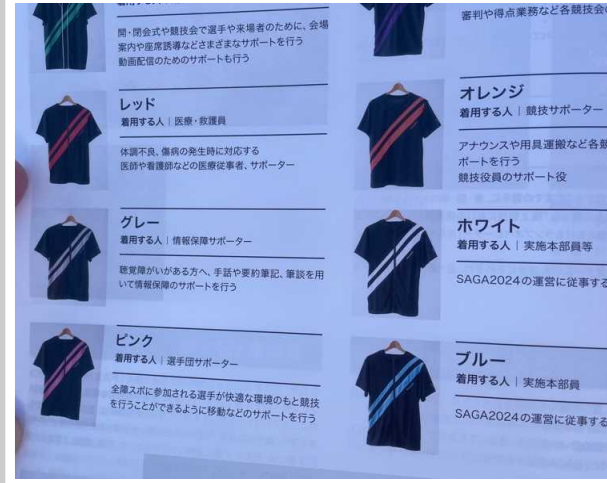 開・閉会式や競技会で選手や来場者のために、会場
案内や座席誘導などさまざまなサポートを行う
動画配信のためのサポートも行う
レッド
着用する人｜医療・救護員
体調不良、傷病の発生時に対応する
医師や看護師などの医療従事者、サポーター
グレー
着用する人｜情報保障サポーター
聴覚障がいがある方へ、手話や要約筆記、筆談を用
いて情報保障のサポートを行う
ピンク
着用する人｜選手団サポーター
全障スポに参加される選手が快適な環境のもと競技
を行うことができるように移動などのサポートを行う
審判や得点業務など各競技会の
オレンジ
着用する人｜競技サポーター
アナウンスや用具運搬など各競
ポートを行う
競技役員のサポート役
ホワイト
着用する人｜実施本部員等
SAGA2024の運営に従事する
ブルー
着用する人｜実施本部員
SAGA2024の運営に従事する